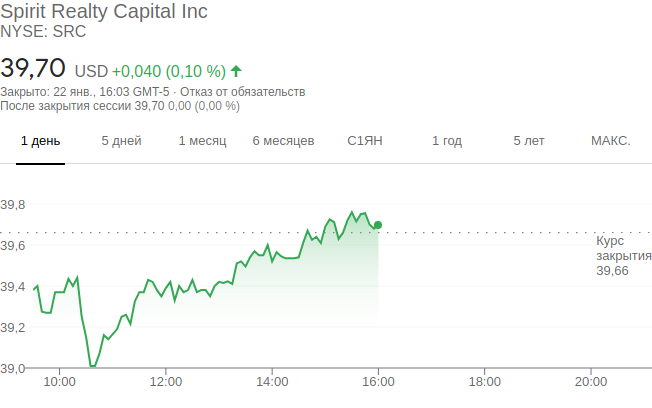 Spirit Realty Capital Inc
NYSE: SRC
39,70 USD +0,040 (0,10 %)
Закрыто: 22 янв., 16:03 GMT-5 · Отказ от обязательств
После закрытия сессии 39,70 0,00 (0,00 %)
1 день 5 дней 1 месяц 6 месяцев С1ЯН 1 год 5 лет МАКС.
39,8
39,6
39,4
39,2
39,0
Курс
закрытия
39,66
10:00 12:00 14:00 16:00 18:00 20:00